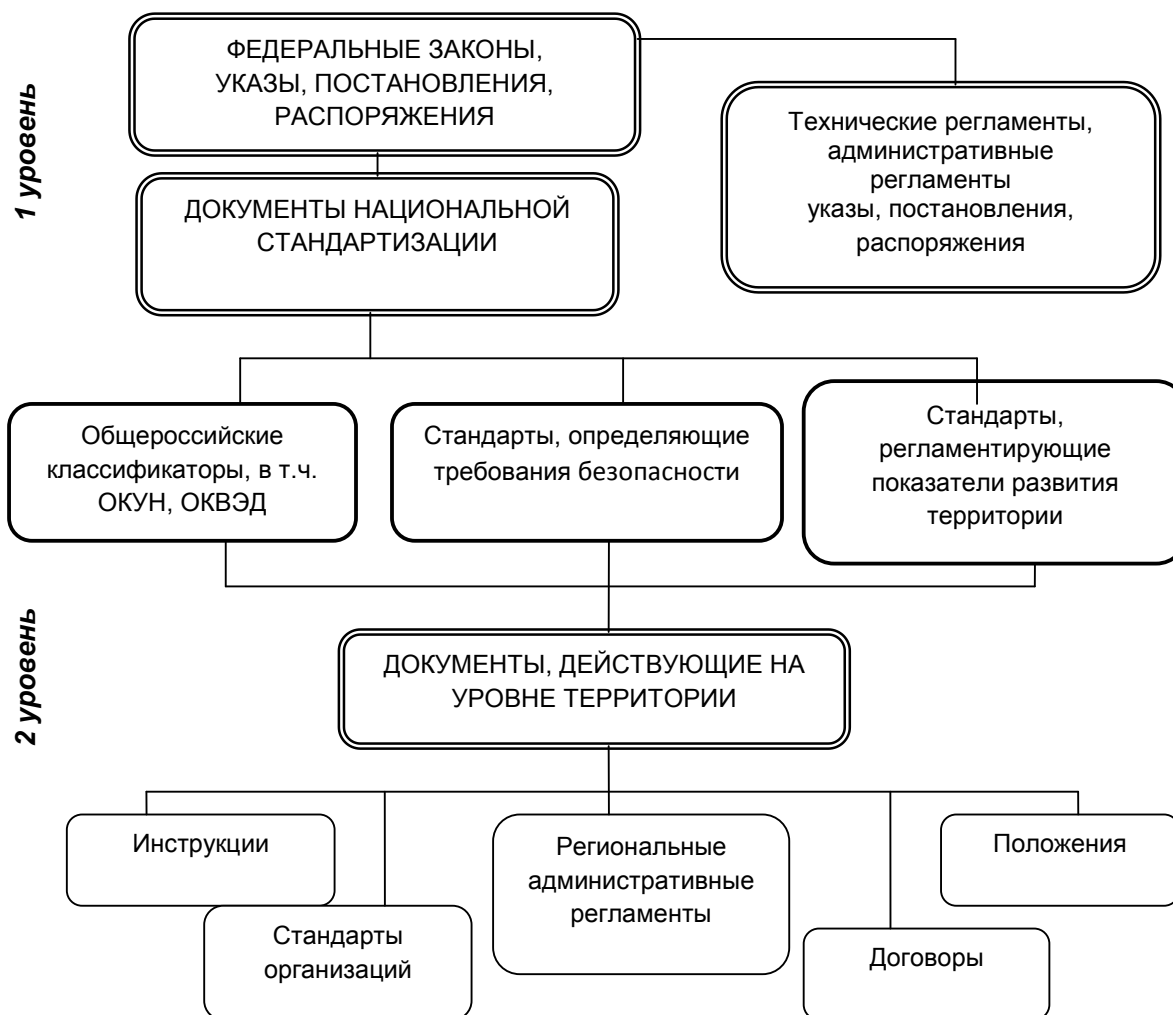 1 уровень
ФЕДЕРАЛЬНЫЕ ЗАКОНЫ,
УКАЗЫ, ПОСТАНОВЛЕНИЯ,
РАСПОРЯЖЕНИЯ
Технические регламенты,
административные
регламенты
указы, постановления,
распоряжения
ДОКУМЕНТЫ НАЦИОНАЛЬНОЙ
СТАНДАРТИЗАЦИИ
Общероссийские
классификаторы, в т.ч.
ОКУН, ОКВЭД
Стандарты, определяющие
требования безопасности
Стандарты,
регламентирующие
показатели развития
территории
2 уровень
ДОКУМЕНТЫ, ДЕЙСТВУЮЩИЕ НА
УРОВНЕ ТЕРРИТОРИИ
Инструкции
Стандарты
организаций
Региональные
административные
регламенты
Договоры
Положения